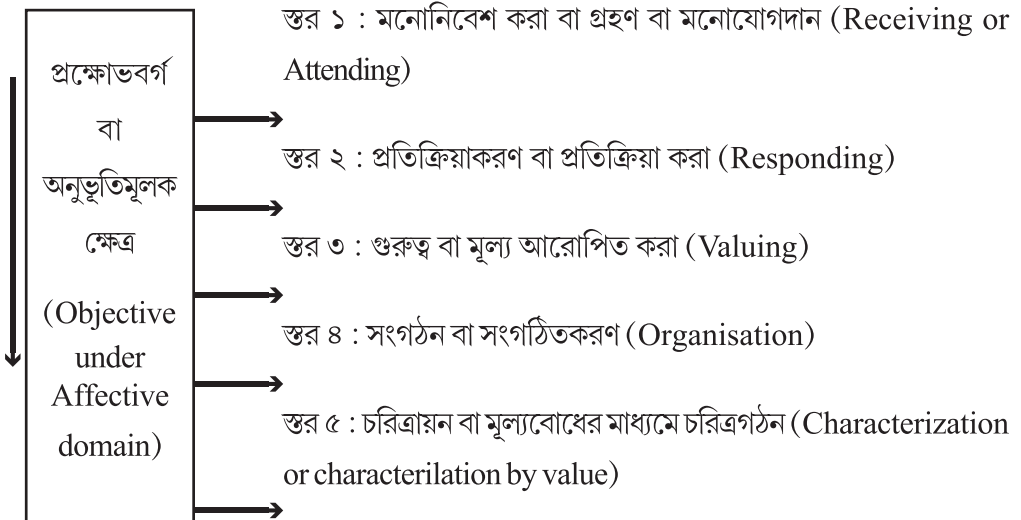 প্রক্ষোভবর্গ
বা
অনুভূতিমূলক
ক্ষেত্র
(Objective
under
Affective
domain)
স্তর ১ : মনোনিবেশ করা বা গ্রহণ বা মনোযোগদান (Receiving or
Attending)
স্তর ২ : প্রতিক্রিয়াকরণ বা প্রতিক্রিয়া করা (Responding)
স্তর ৩ : গুরুত্ব বা মূল্য আরোপিত করা (Valuing)
স্তর ৪ : সংগঠন বা সংগঠিতকরণ (Organisation)
স্তর ৫ : চরিত্রায়ন বা মূল্যবোধের মাধ্যমে চরিত্রগঠন (Characterization
or characterilation by value)